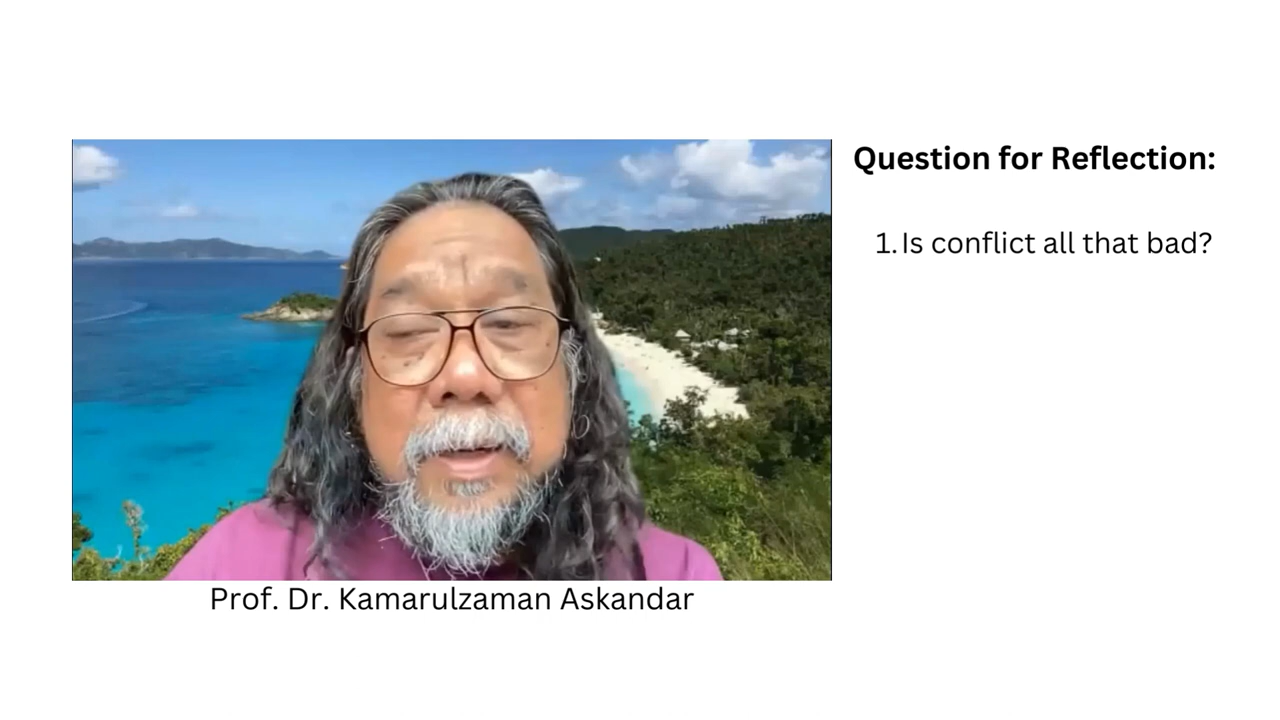 Question for Reflection:
1. Is conflict all that bad?
Prof. Dr. Kamarulzaman Askandar